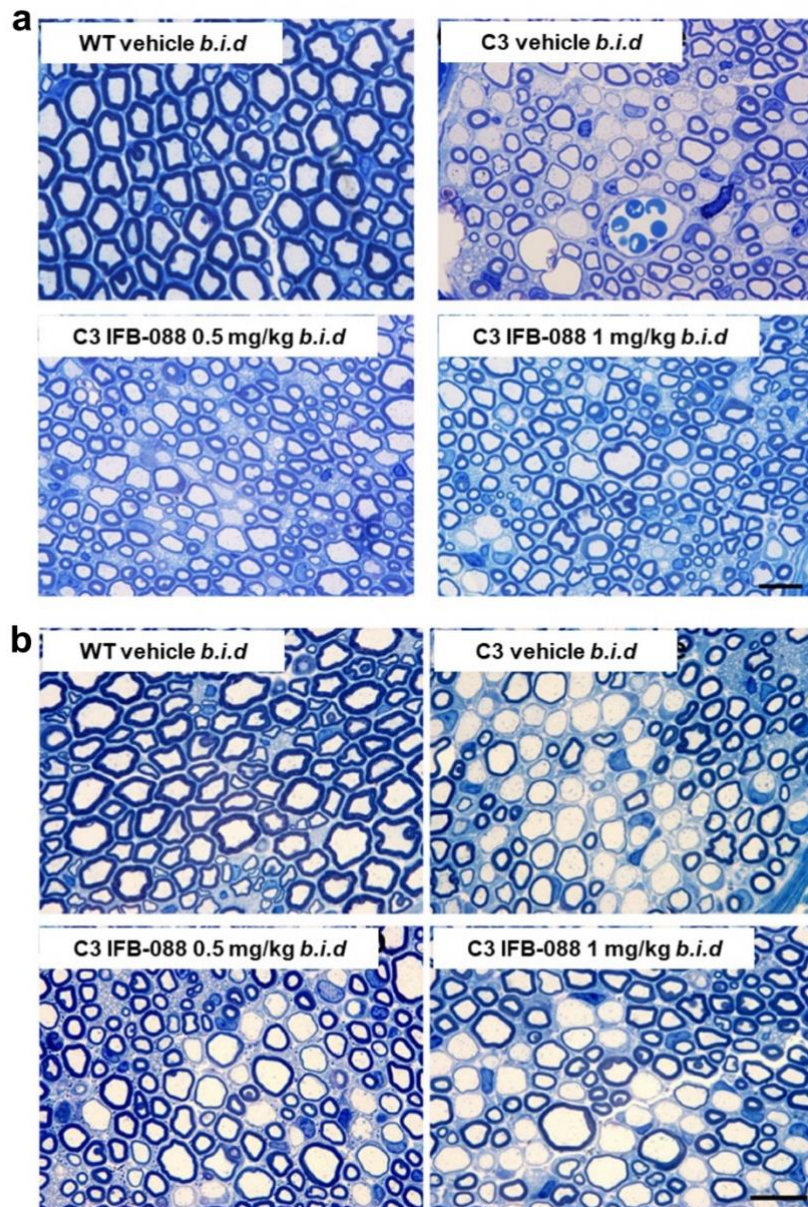 a
WT vehicle b.i.d
C3 vehicle b.i.d
C3 IFB-088 0.5 mg/kg b.i.d
C3 IFB-088 1 mg/kg b.i.d
b
WT vehicle b.i.d
C3 vehicle b.i.d
C3 IFB-088 0.5 mg/kg b.i.d
C3 IFB-088 1 mg/kg b.i.d